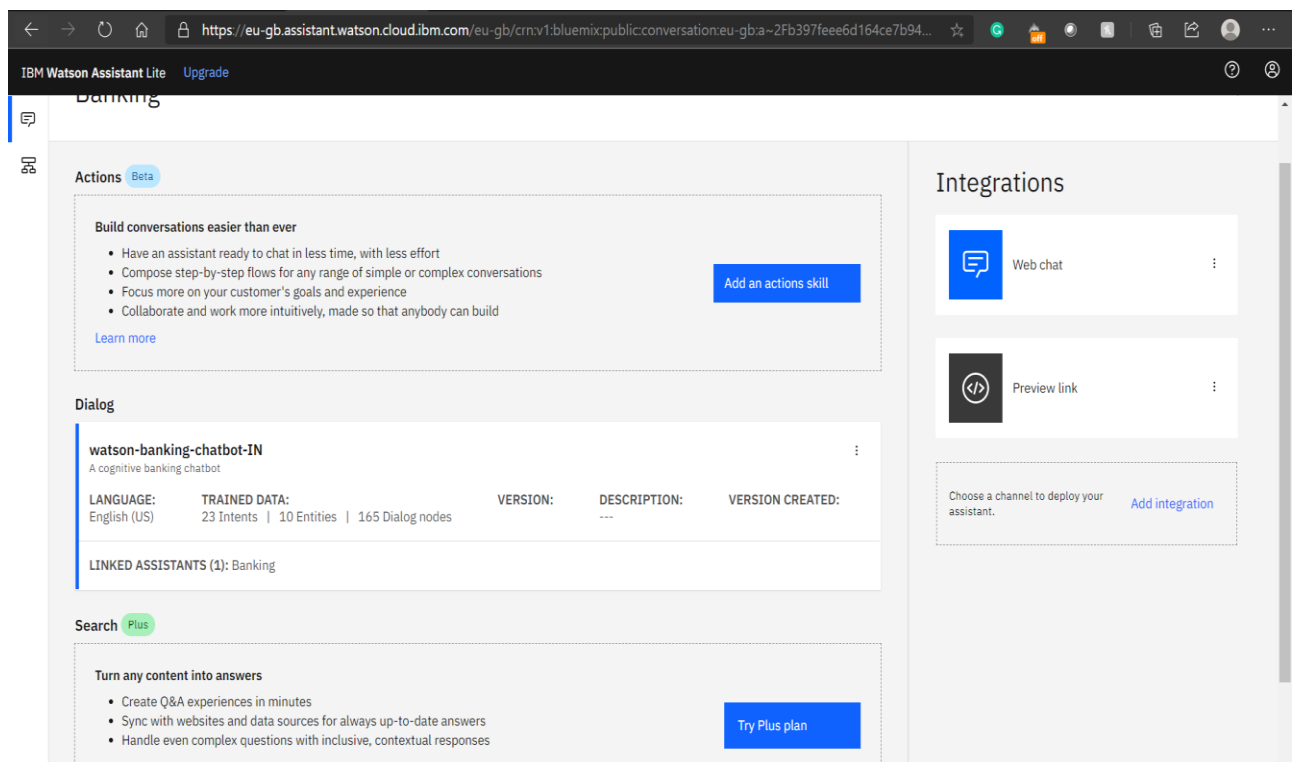 https://eu-gb.assistant.watson.cloud.ibm.com/eu-gb/crn:v1:bluemix:public:conversation:eu-gb:a~2Fb397feee6d164ce7b94...
off
IBM Watson Assistant Lite Upgrade
Banking
Actions Beta
Build conversations easier than ever
• Have an assistant ready to chat in less time, with less effort
• Compose step-by-step flows for any range of simple or complex conversations
• Focus more on your customer's goals and experience
• Collaborate and work more intuitively, made so that anybody can build
Learn more
Add an actions skill
Dialog
watson-banking-chatbot-IN
A cognitive banking chatbot
LANGUAGE: TRAINED DATA: VERSION: DESCRIPTION: VERSION CREATED:
English (US) 23 Intents | 10 Entities | 165 Dialog nodes ---
LINKED ASSISTANTS (1): Banking
Search Plus
Turn any content into answers
• Create Q&A experiences in minutes
• Sync with websites and data sources for always up-to-date answers
• Handle even complex questions with inclusive, contextual responses
Try Plus plan
Integrations
Web chat
Preview link
Choose a channel to deploy your
assistant.
Add integration